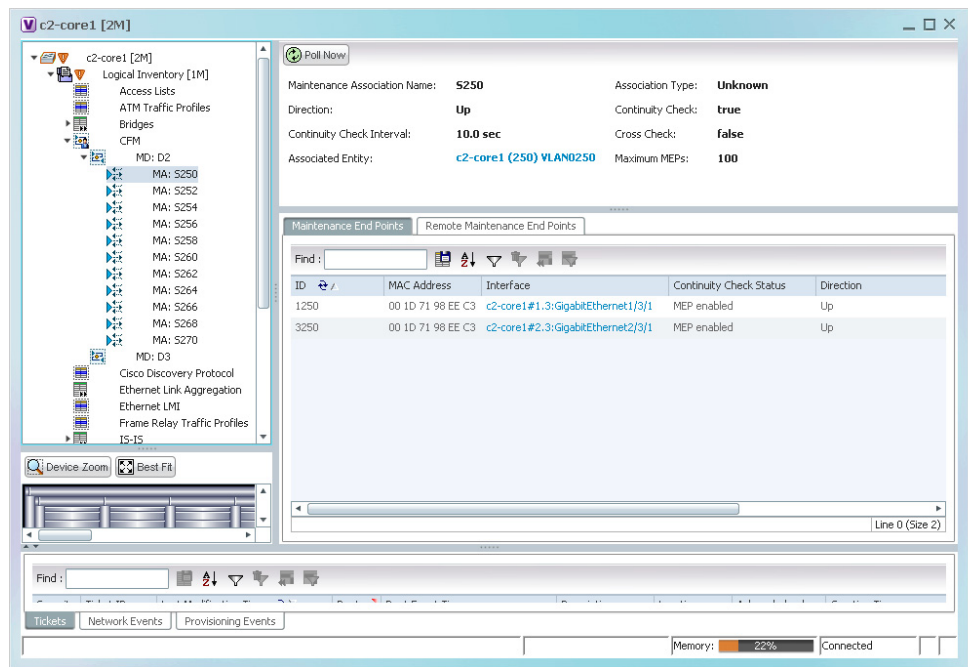 V c2-core1 [2M]
c2-core1 [2M]
Logical Inventory [1M]
Access Lists
ATM Traffic Profiles
Bridges
CFM
MD: D2
MA: S250
MA: S252
MA: S254
MA: S256
MA: S258
MA: S260
MA: S262
MA: S264
MA: S266
MA: S268
MA: S270
MD: D3
Cisco Discovery Protocol
Ethernet Link Aggregation
Ethernet LMI
Frame Relay Traffic Profiles
IS-IS
Device Zoom Best Fit
Poll Now
Maintenance Association Name: S250 Association Type: Unknown
Direction: Up Continuity Check: true
Continuity Check Interval: 10.0 sec Cross Check: false
Associated Entity: c2-core1 (250) VLAN0250 Maximum MEPs: 100
Maintenance End Points Remote Maintenance End Points
Find :
ID MAC Address Interface Continuity Check Status Direction
1250 00 1D 71 98 EE C3 c2-core1#1.3:GigabitEthernet1/3/1 MEP enabled Up
3250 00 1D 71 98 EE C3 c2-core1#2.3:GigabitEthernet2/3/1 MEP enabled Up
Line 0 (Size 2)
Find :
Tickets Network Events Provisioning Events
Memory: 22% Connected